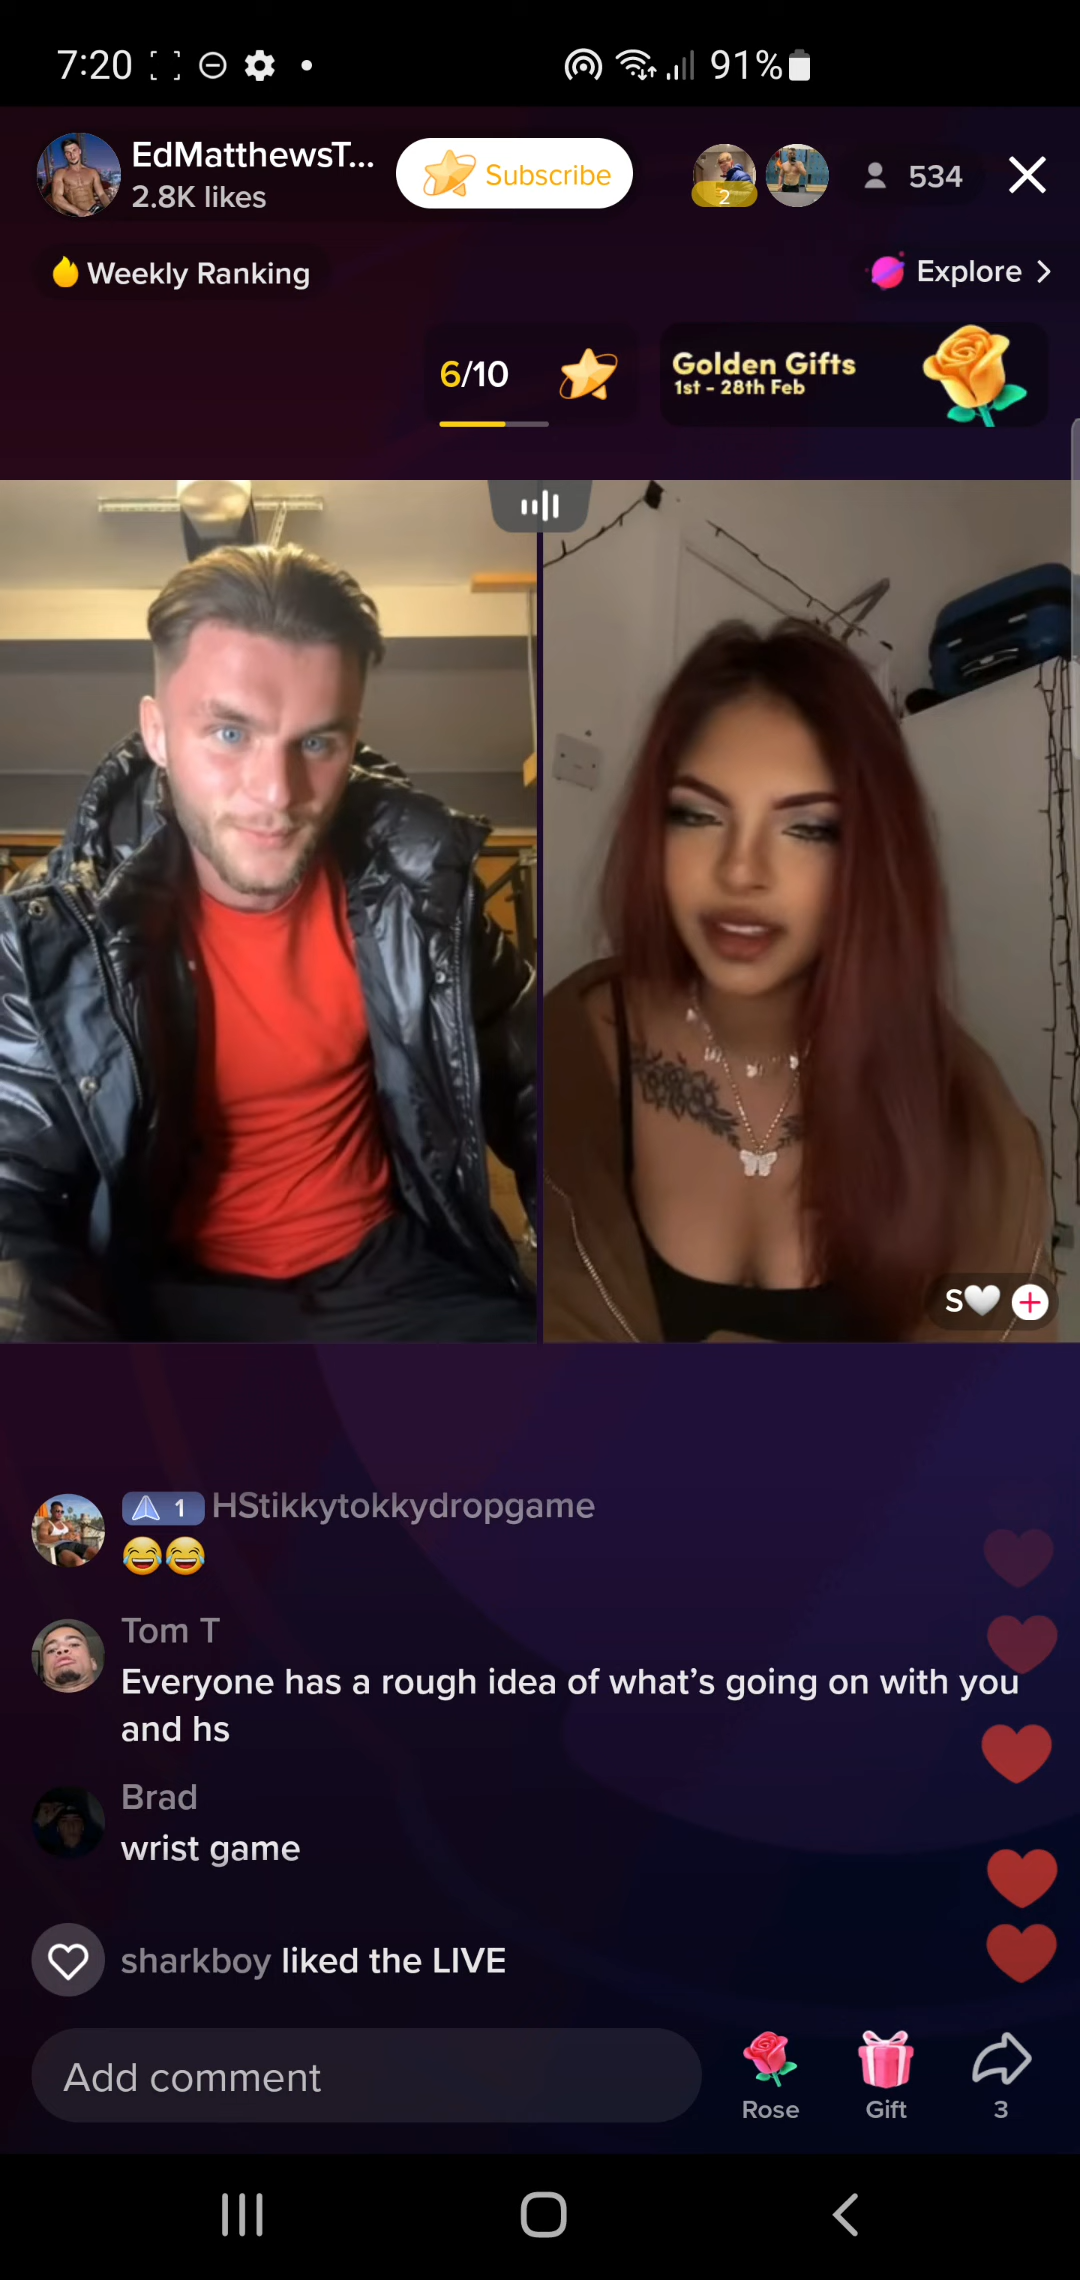 7:20
91%
EdMatthewsT...
2.8K likes
Subscribe
2
534
Weekly Ranking
Explore
6/10
Golden Gifts
1st - 28th Feb
S🤍
1 HStikkytokkydropgame
😂😂
Tom T
Everyone has a rough idea of what's going on with you
and hs
Brad
wrist game
sharkboy liked the LIVE
Add comment
Rose
Gift
3